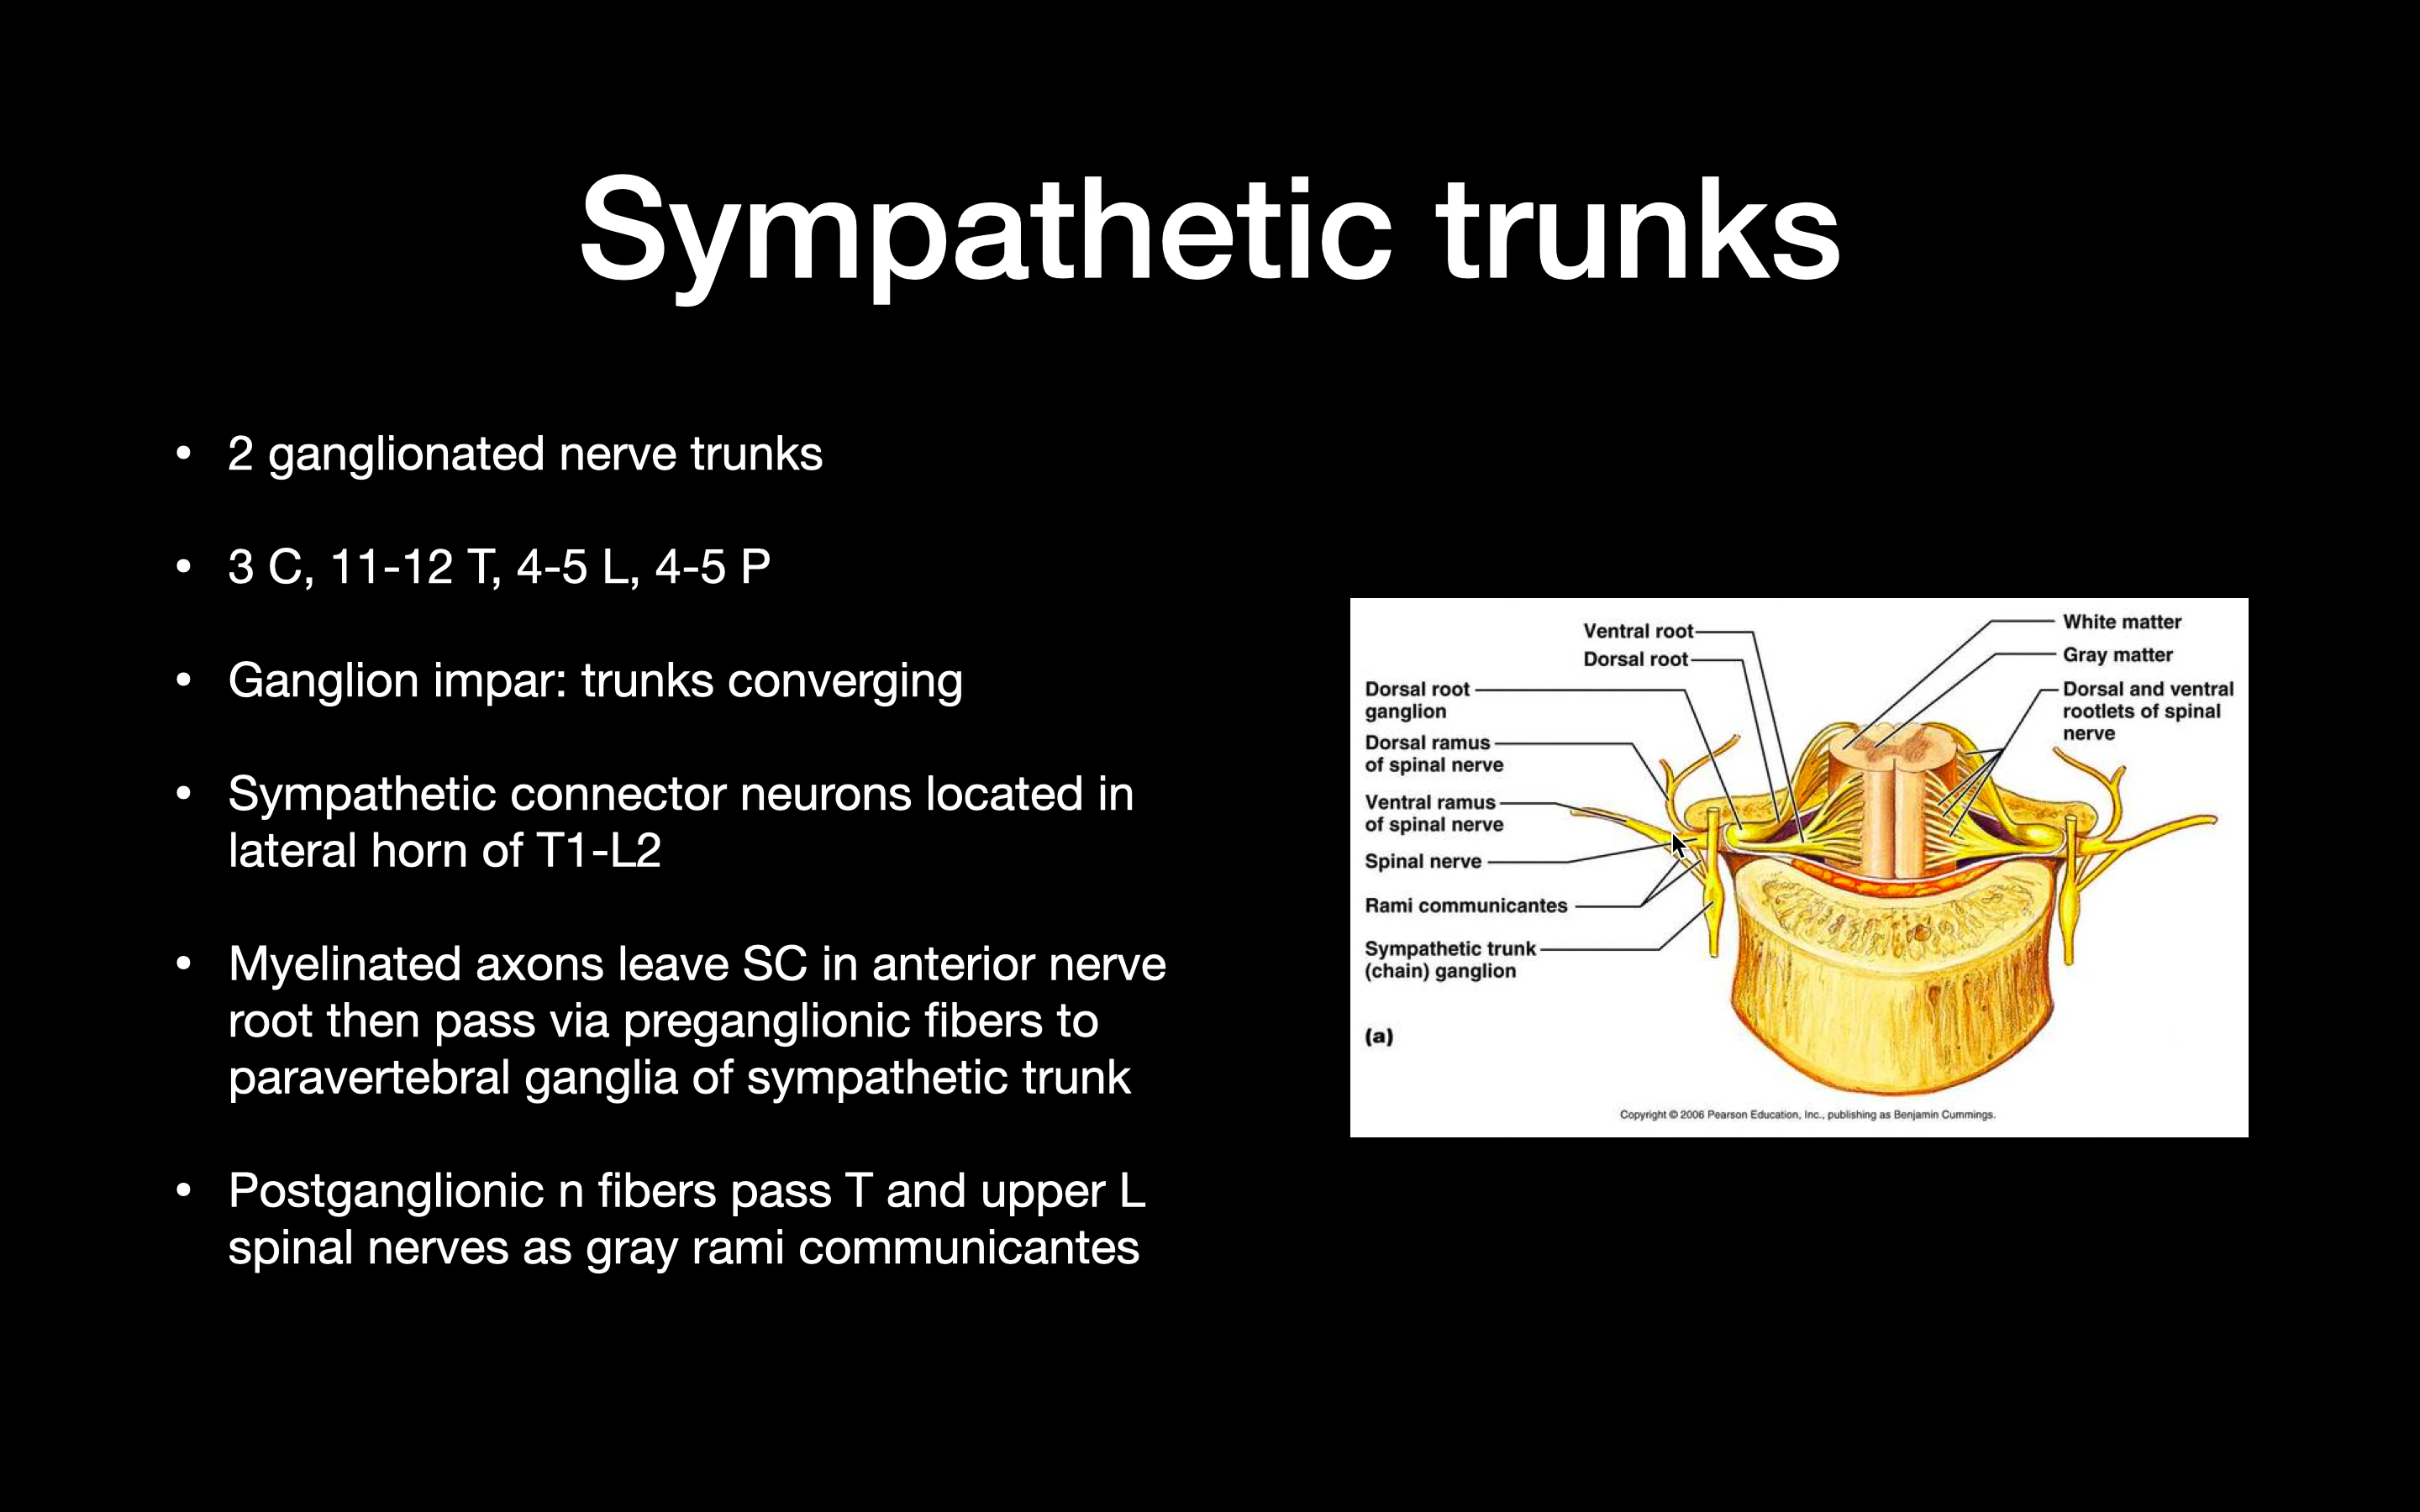 Sympathetic trunks
• 2 ganglionated nerve trunks
• 3 C, 11-12 T, 4-5 L, 4-5 P
• Ganglion impar: trunks converging
• Sympathetic connector neurons located in
lateral horn of T1-L2
• Myelinated axons leave SC in anterior nerve
root then pass via preganglionic fibers to
paravertebral ganglia of sympathetic trunk
• Postganglionic n fibers pass T and upper L
spinal nerves as gray rami communicantes
Ventral root
Dorsal root
Dorsal root
ganglion
Dorsal ramus
of spinal nerve
Ventral ramus
of spinal nerve
Spinal nerve
Rami communicantes
Sympathetic trunk
(chain) ganglion
(a)
White matter
Gray matter
Dorsal and ventral
rootlets of spinal
nerve
Copyright © 2006 Pearson Education, Inc., publishing as Benjamin Cummings.